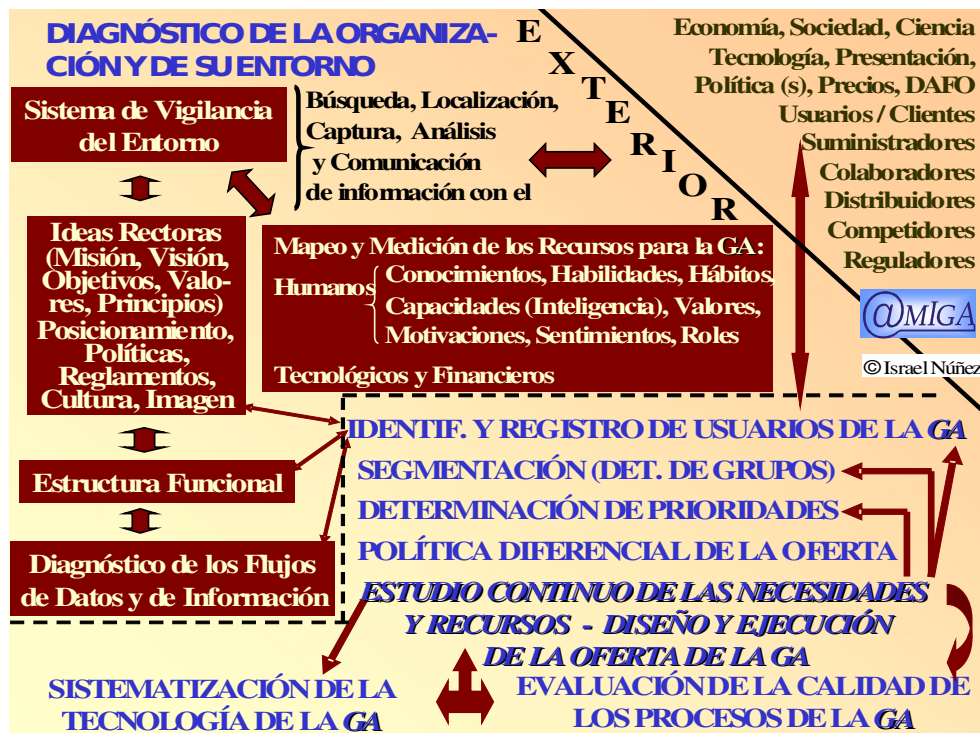 DIAGNÓSTICO DE LA ORGANIZA-
CIÓN Y DE SU ENTORNO
EXTERIOR
Economía, Sociedad, Ciencia
Tecnología, Presentación,
Política (s), Precios, DAFO
Usuarios / Clientes
Suministradores
Colaboradores
Distribuidores
Competidores
Reguladores
@MIGA
© Israel Núñez
Sistema de Vigilancia
del Entorno
Búsqueda, Localización,
Captura, Análisis
y Comunicación
de información con el
Ideas Rectoras
(Misión, Visión,
Objetivos, Valo-
res, Principios)
Posicionamiento,
Políticas,
Reglamentos,
Cultura, Imagen
Mapeo y Medición de los Recursos para la GA:
Humanos
Conocimientos, Habilidades, Hábitos,
Capacidades (Inteligencia), Valores,
Motivaciones, Sentimientos, Roles
Tecnológicos y Financieros
Estructura Funcional
Diagnóstico de los Flujos
de Datos y de Información
IDENTIF. Y REGISTRO DE USUARIOS DE LA GA
SEGMENTACIÓN (DET. DE GRUPOS)
DETERMINACIÓN DE PRIORIDADES
POLÍTICA DIFERENCIAL DE LA OFERTA
ESTUDIO CONTINUO DE LAS NECESIDADES
Y RECURSOS - DISEÑO Y EJECUCIÓN
DE LA OFERTA DE LA GA
SISTEMATIZACIÓN DE LA
TECNOLOGÍA DE LA GA
EVALUACIÓN DE LA CALIDAD DE
LOS PROCESOS DE LA GA